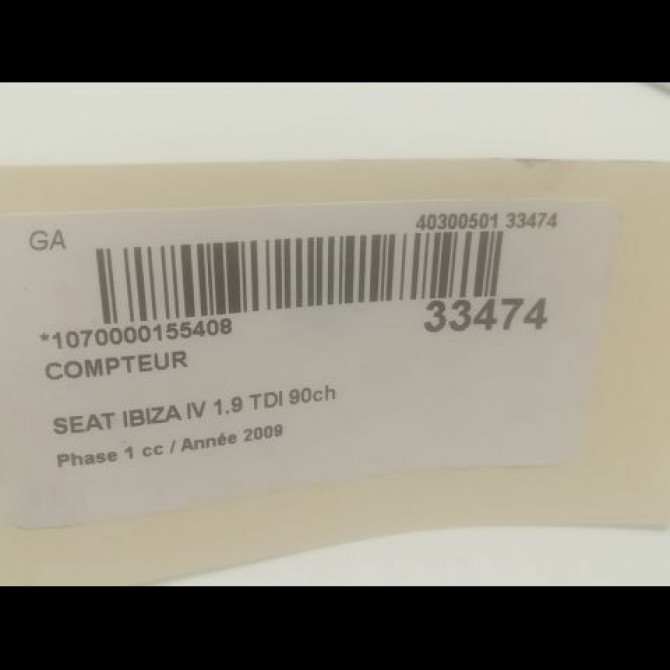 GA
40300501 33474
*1070000155408
33474
COMPTEUR
SEAT IBIZA IV 1.9 TDI 90ch
Phase 1 cc / Année 2009